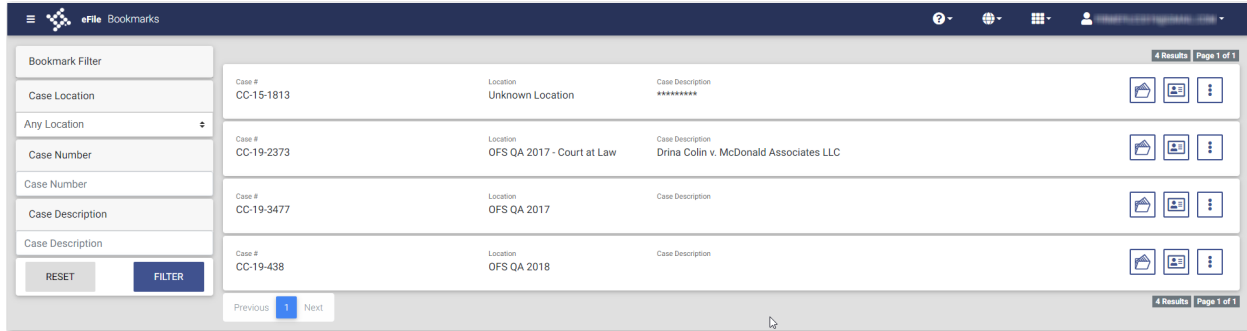 eFile Bookmarks
4 Results Page 1 of 1
Bookmark Filter
Case Location
Any Location
Case Number
Case Number
Case Description
Case Description
RESET FILTER
Case # Location Case Description
CC-15-1813 Unknown Location *********
Case # Location Case Description
CC-19-2373 OFS QA 2017 - Court at Law Drina Colin v. McDonald Associates LLC
Case # Location Case Description
CC-19-3477 OFS QA 2017
Case # Location Case Description
CC-19-438 OFS QA 2018
Previous 1 Next
4 Results Page 1 of 1